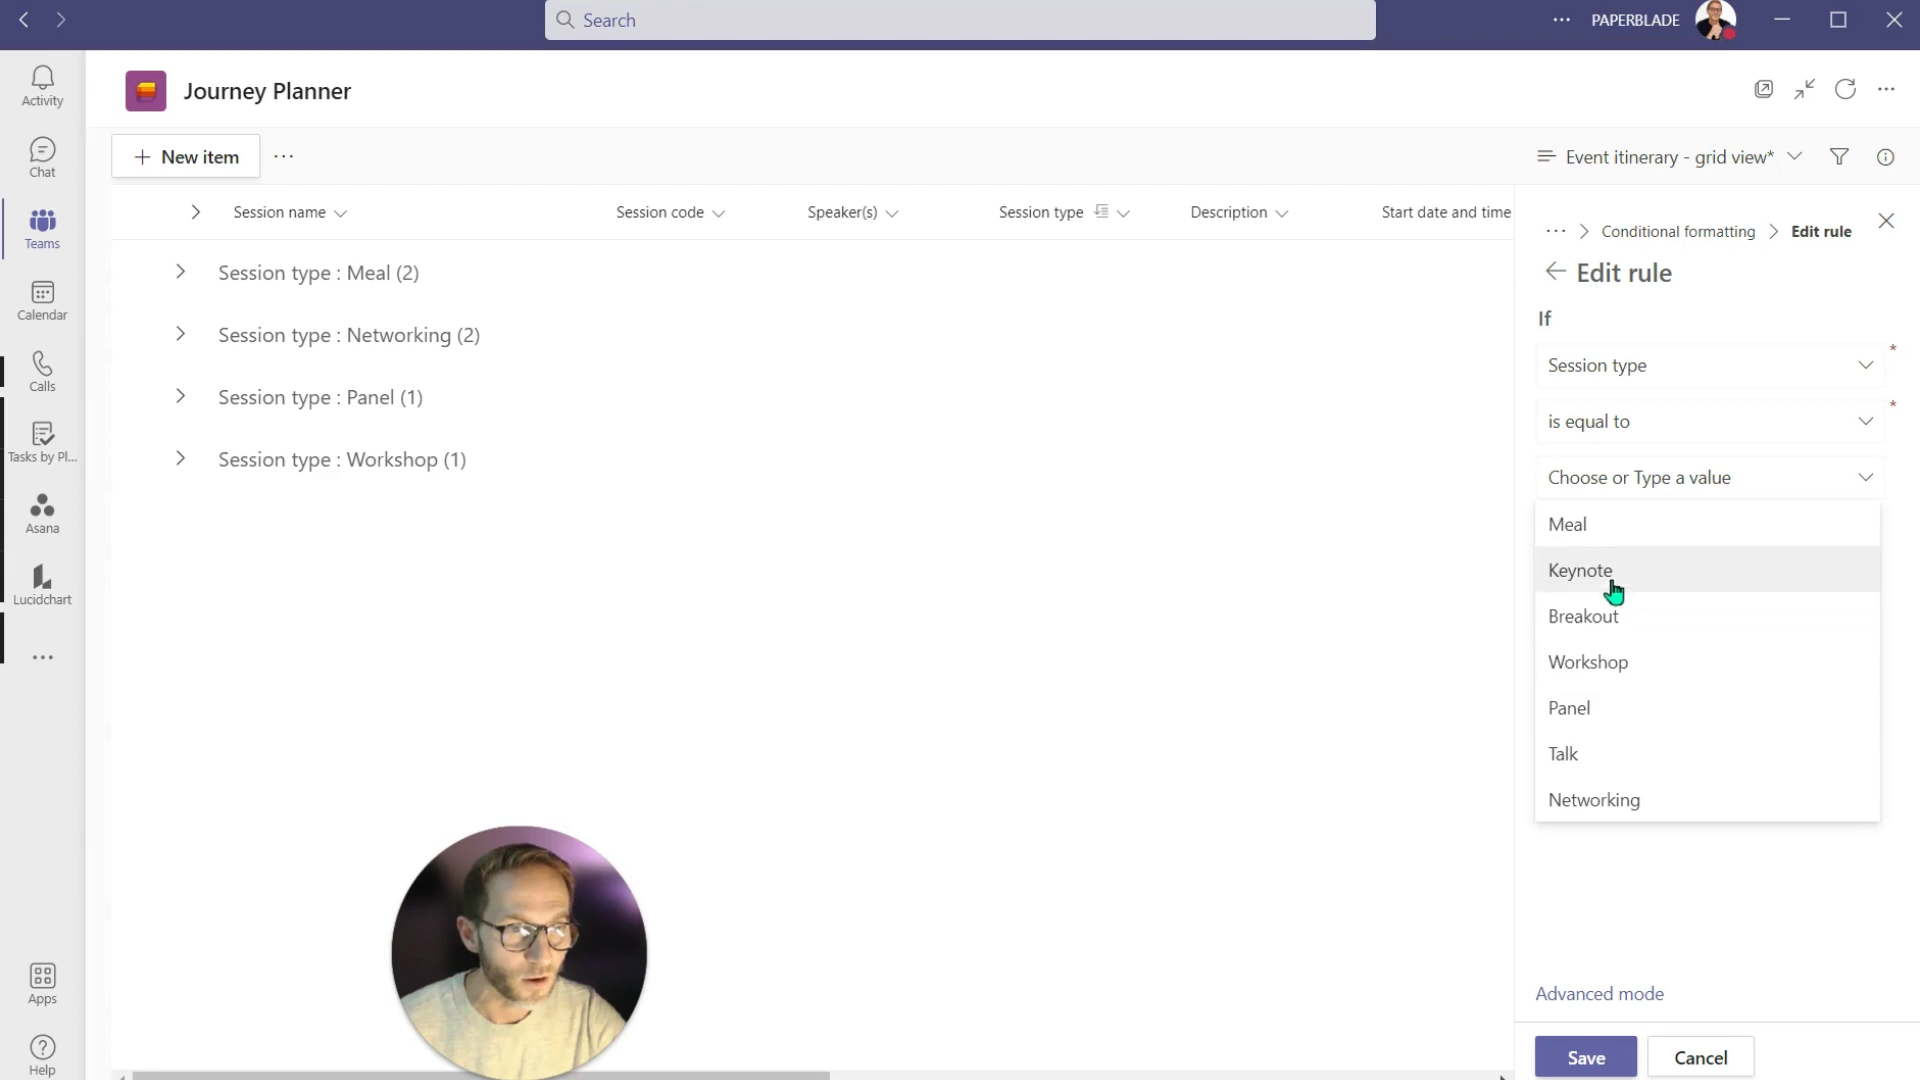 Search
PAPERBLADE
Activity
Chat
Teams
Calendar
Calls
Tasks by Pl...
Asana
Lucidchart
Apps
Help
Journey Planner
New item
Event itinerary - grid view*
Session name
Session code
Speaker(s)
Session type
Description
Start date and time
Session type : Meal (2)
Session type : Networking (2)
Session type : Panel (1)
Session type : Workshop (1)
Conditional formatting
Edit rule
Edit rule
If
Session type
*
is equal to
*
Choose or Type a value
Meal
Keynote
Breakout
Workshop
Panel
Talk
Networking
Advanced mode
Save
Cancel